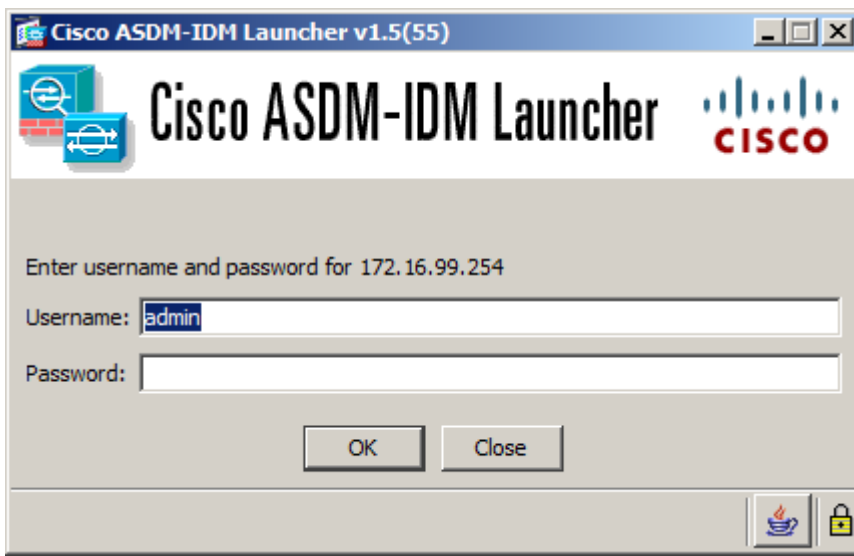 Cisco ASDM-IDM Launcher v1.5(55)
Cisco ASDM-IDM Launcher
CISCO
Enter username and password for 172.16.99.254
Username: admin
Password:
OK Close